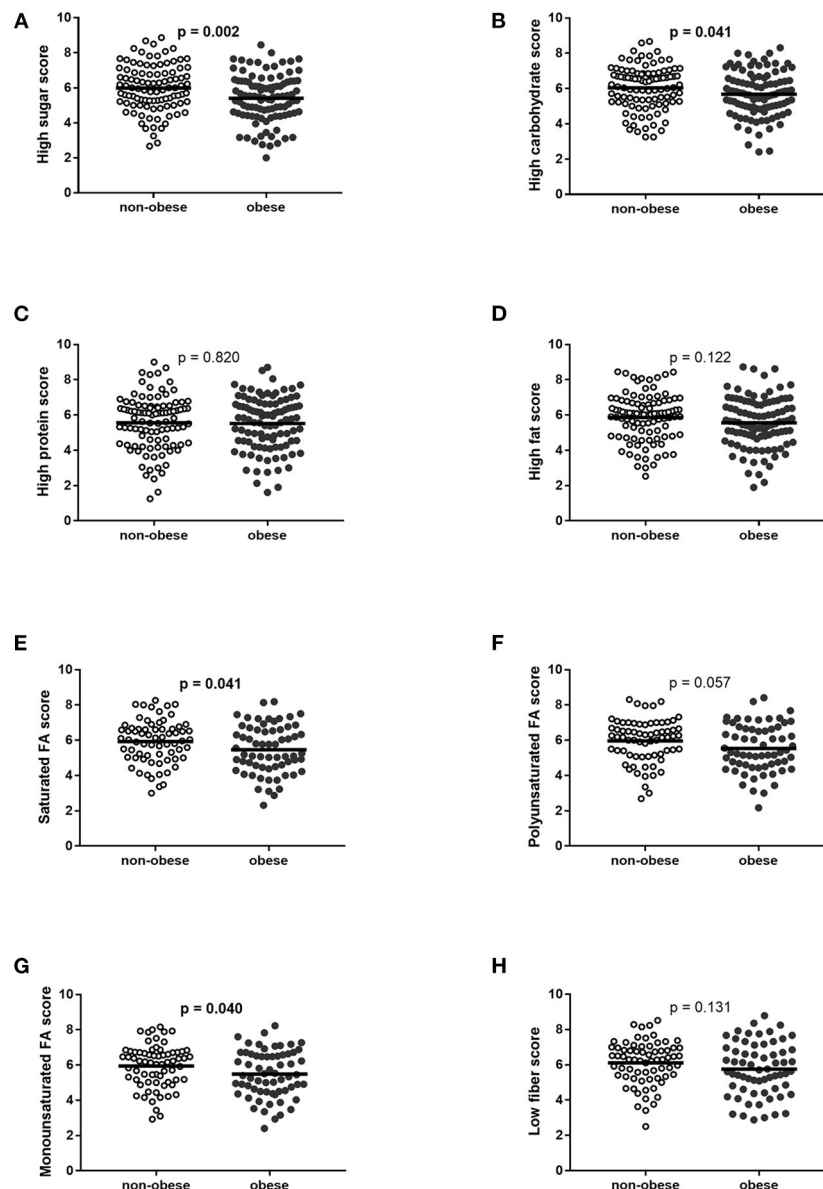 A
High sugar score
10
8
6
4
2
0
p = 0.002
non-obese
obese
B
High carbohydrate score
10
8
6
4
2
0
p = 0.041
non-obese
obese
C
High protein score
10
8
6
4
2
0
p = 0.820
non-obese
obese
D
High fat score
10
8
6
4
2
0
p = 0.122
non-obese
obese
E
Saturated FA score
10
8
6
4
2
0
p = 0.041
non-obese
obese
F
Polyunsaturated FA score
10
8
6
4
2
0
p = 0.057
non-obese
obese
G
Monounsaturated FA score
10
8
6
4
2
0
p = 0.040
non-obese
obese
H
Low fiber score
10
8
6
4
2
0
p = 0.131
non-obese
obese